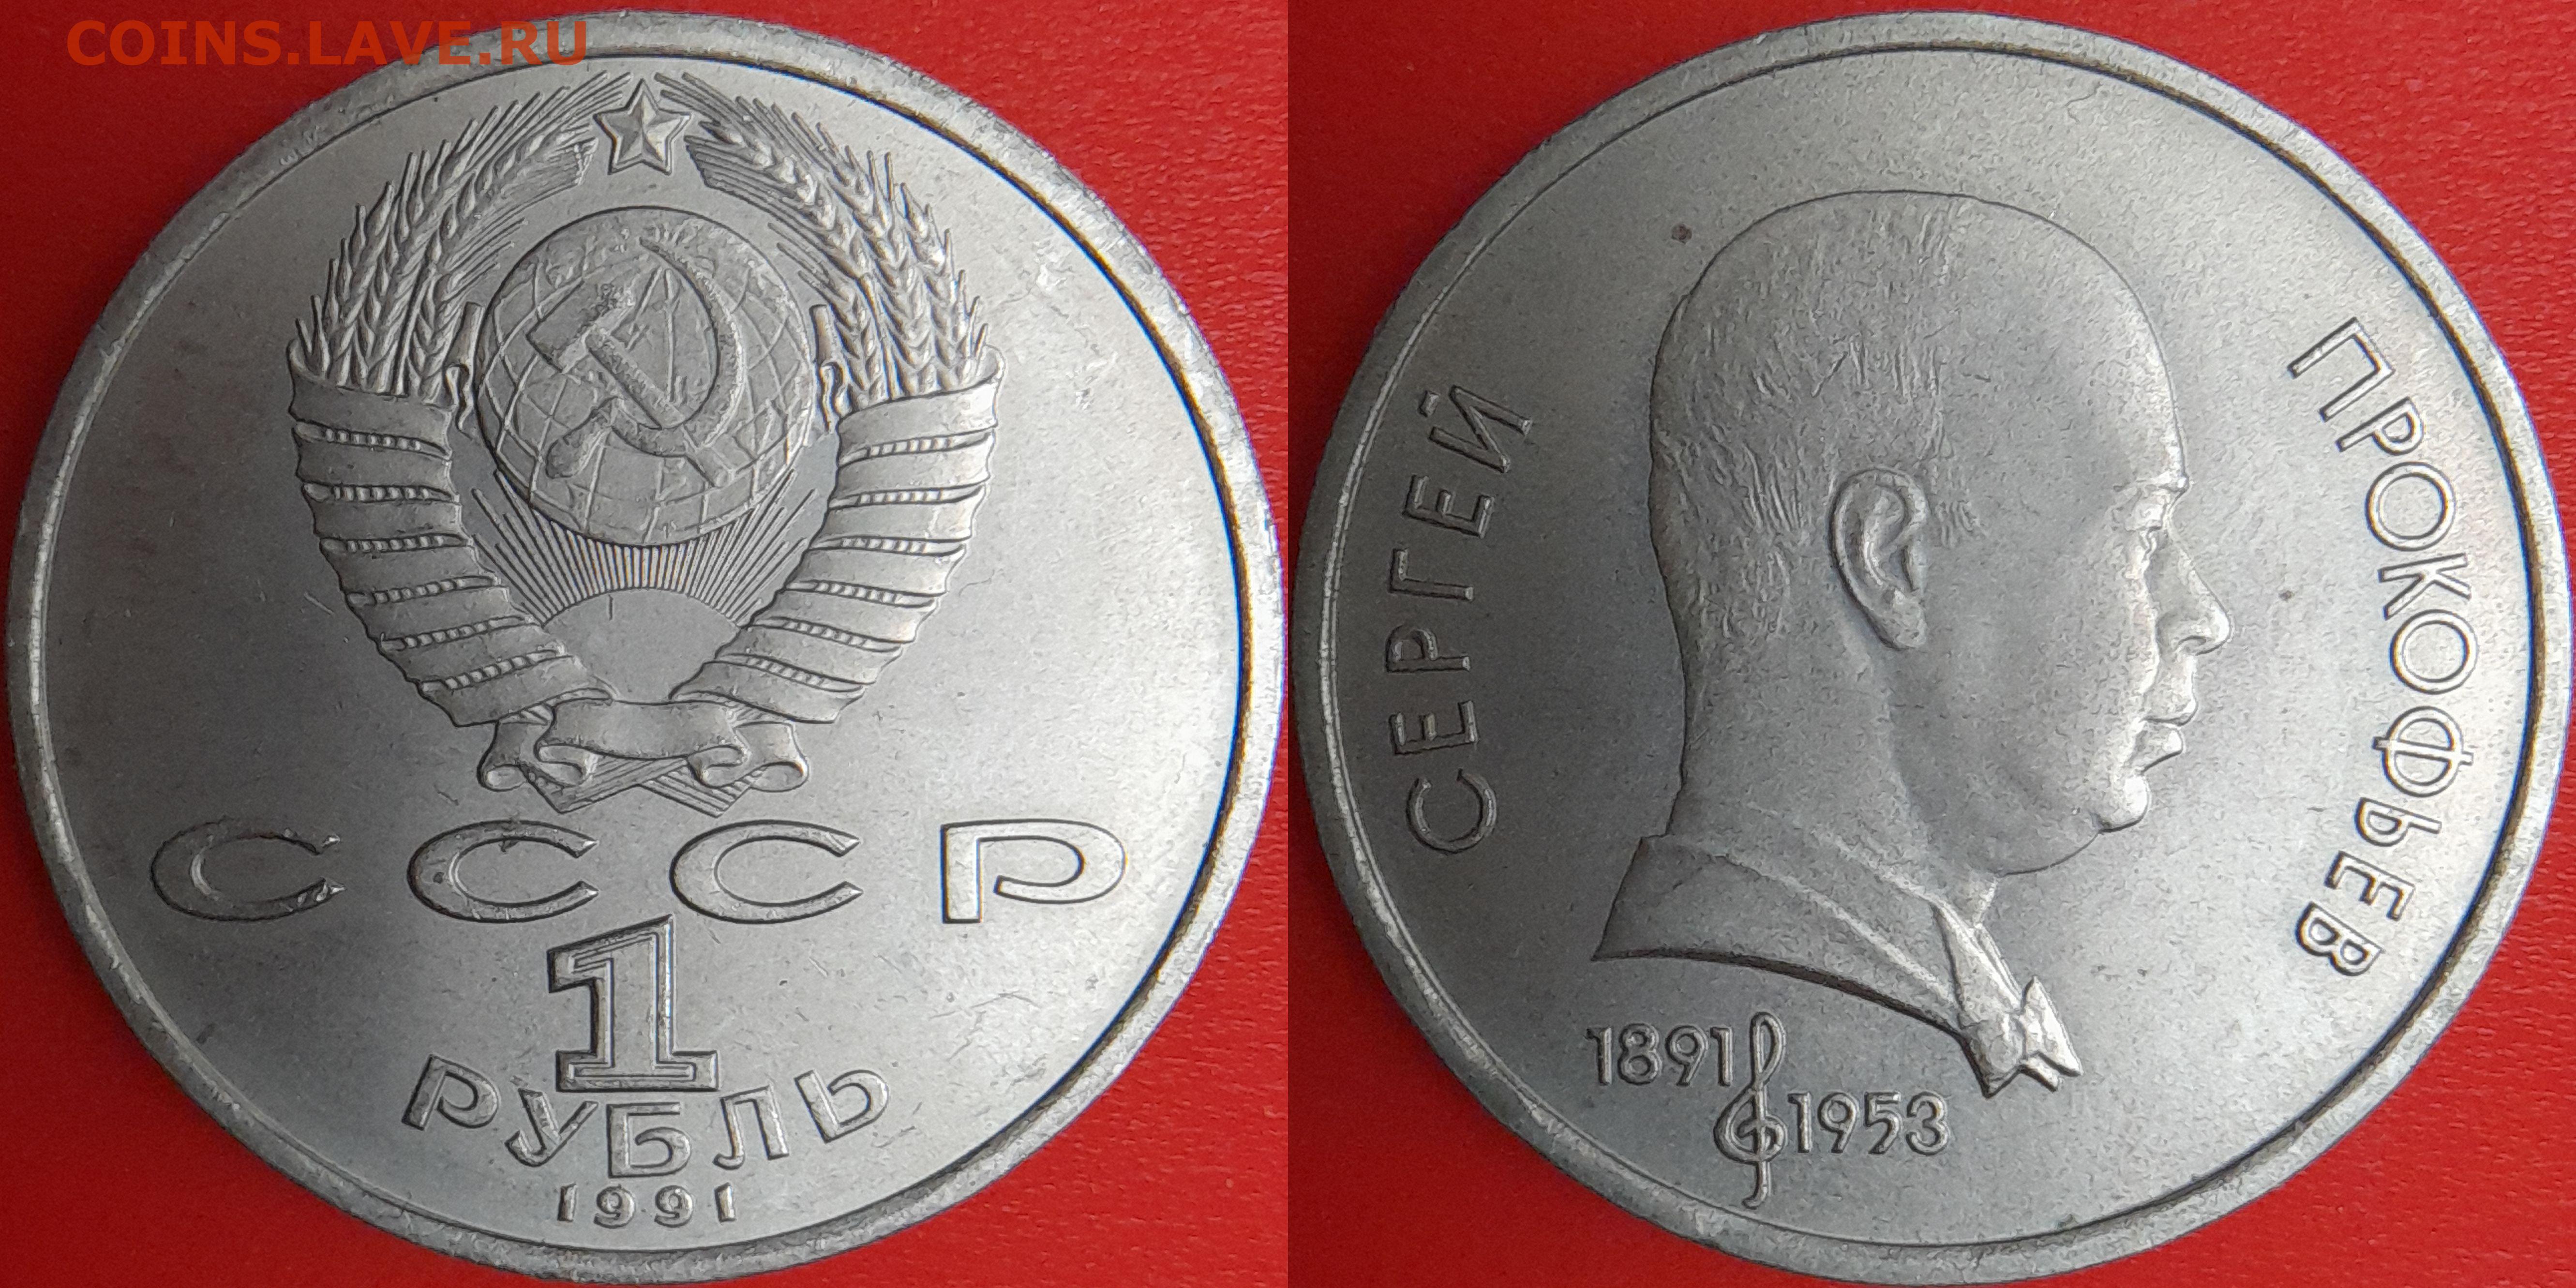 COINS.LAVE.RU
СССР
1
РУБЛЬ
1991
СЕРГЕЙ
ПРОКОФЬЕВ
1891
1953